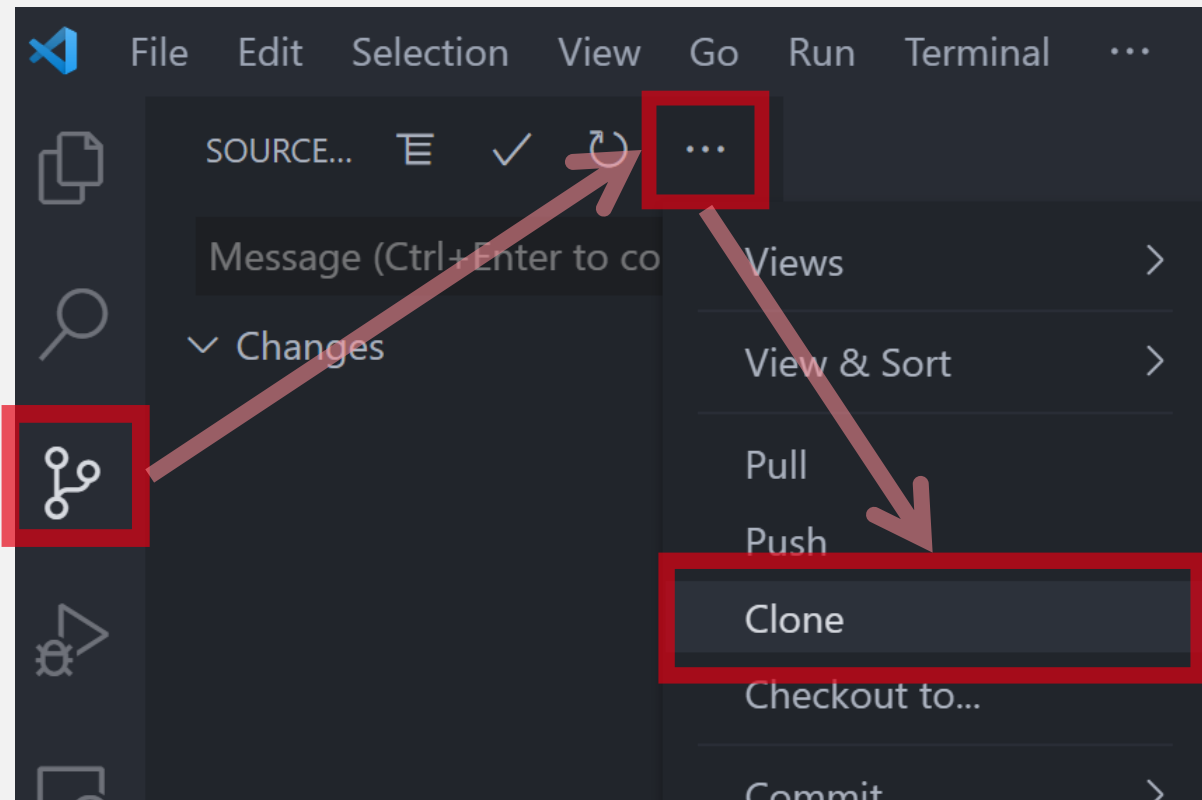 File Edit Selection View Go Run Terminal ...
SOURCE... ...
Message (Ctrl+Enter to co
Changes
Views
View & Sort
Pull
Push
Clone
Checkout to...
Commit